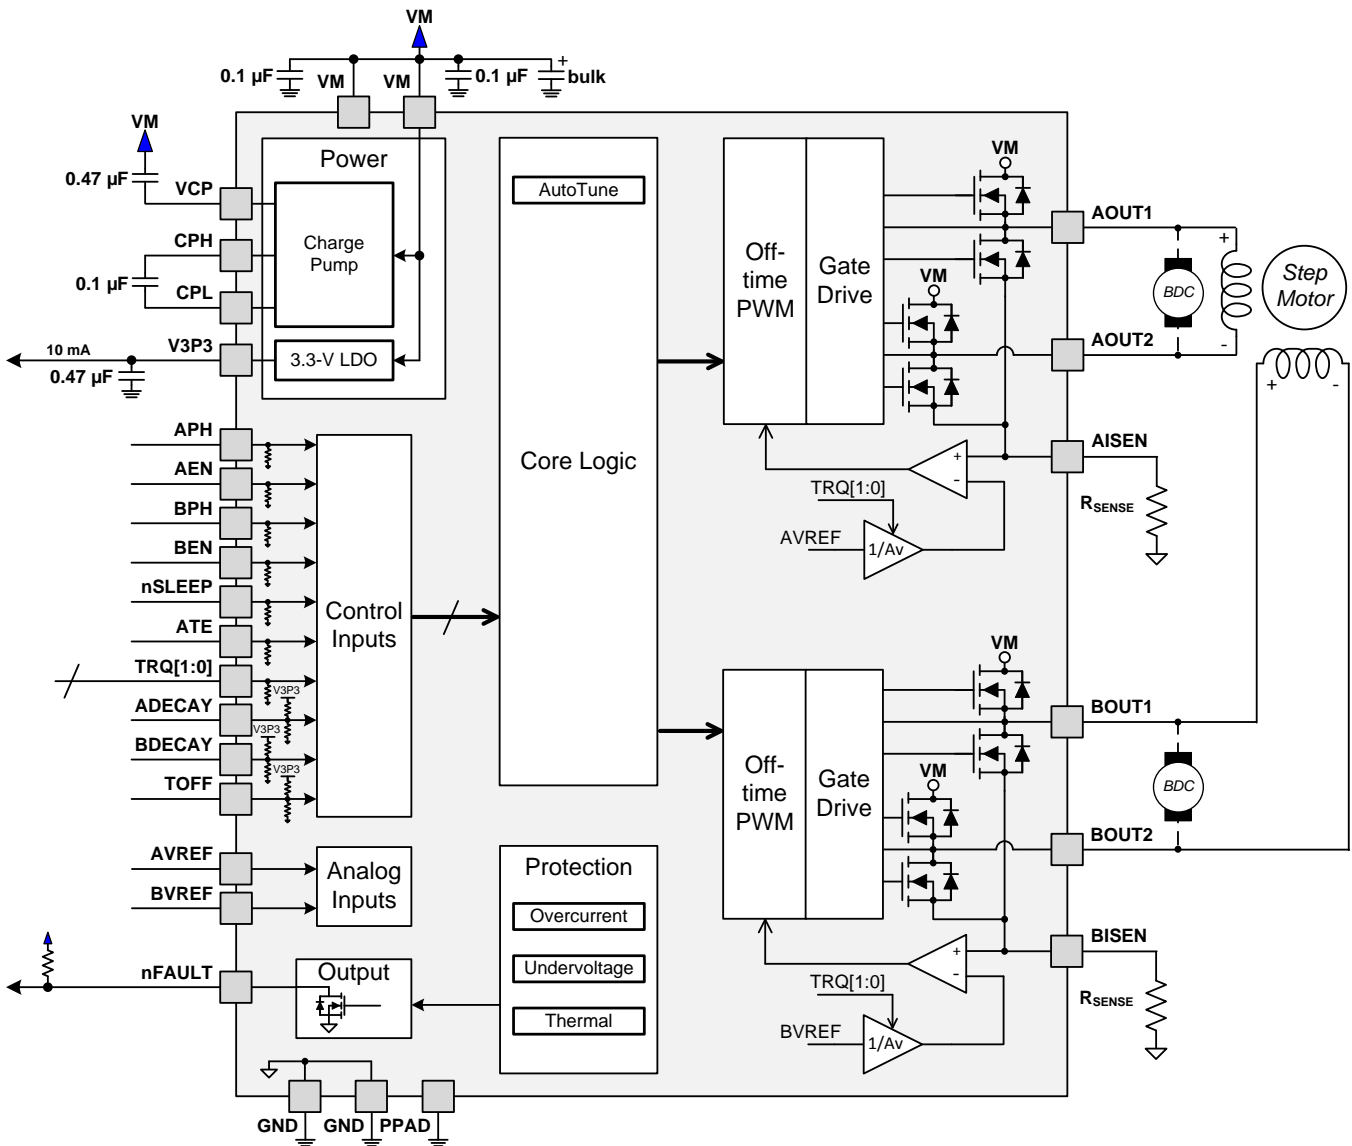 VM
0.1 µF
VM
VM
0.1 µF
+
bulk
VM
0.47 µF
VCP
CPH
0.1 µF
CPL
10 mA
V3P3
0.47 µF
Power
Charge
Pump
3.3-V LDO
APH
AEN
BPH
BEN
nSLEEP
ATE
TRQ[1:0]
ADECAY
BDECAY
TOFF
V3P3
V3P3
V3P3
Control
Inputs
AVREF
BVREF
Analog
Inputs
nFAULT
Output
GND
GND
PPAD
AutoTune
Core Logic
Protection
Overcurrent
Undervoltage
Thermal
Off-
time
PWM
Gate
Drive
VM
VM
AOUT1
AOUT2
BDC
+
-
Step
Motor
+
-
AISEN
RSENSE
+
-
TRQ[1:0]
AVREF
1/Av
Off-
time
PWM
Gate
Drive
VM
VM
BOUT1
BOUT2
BDC
BISEN
RSENSE
+
-
TRQ[1:0]
BVREF
1/Av